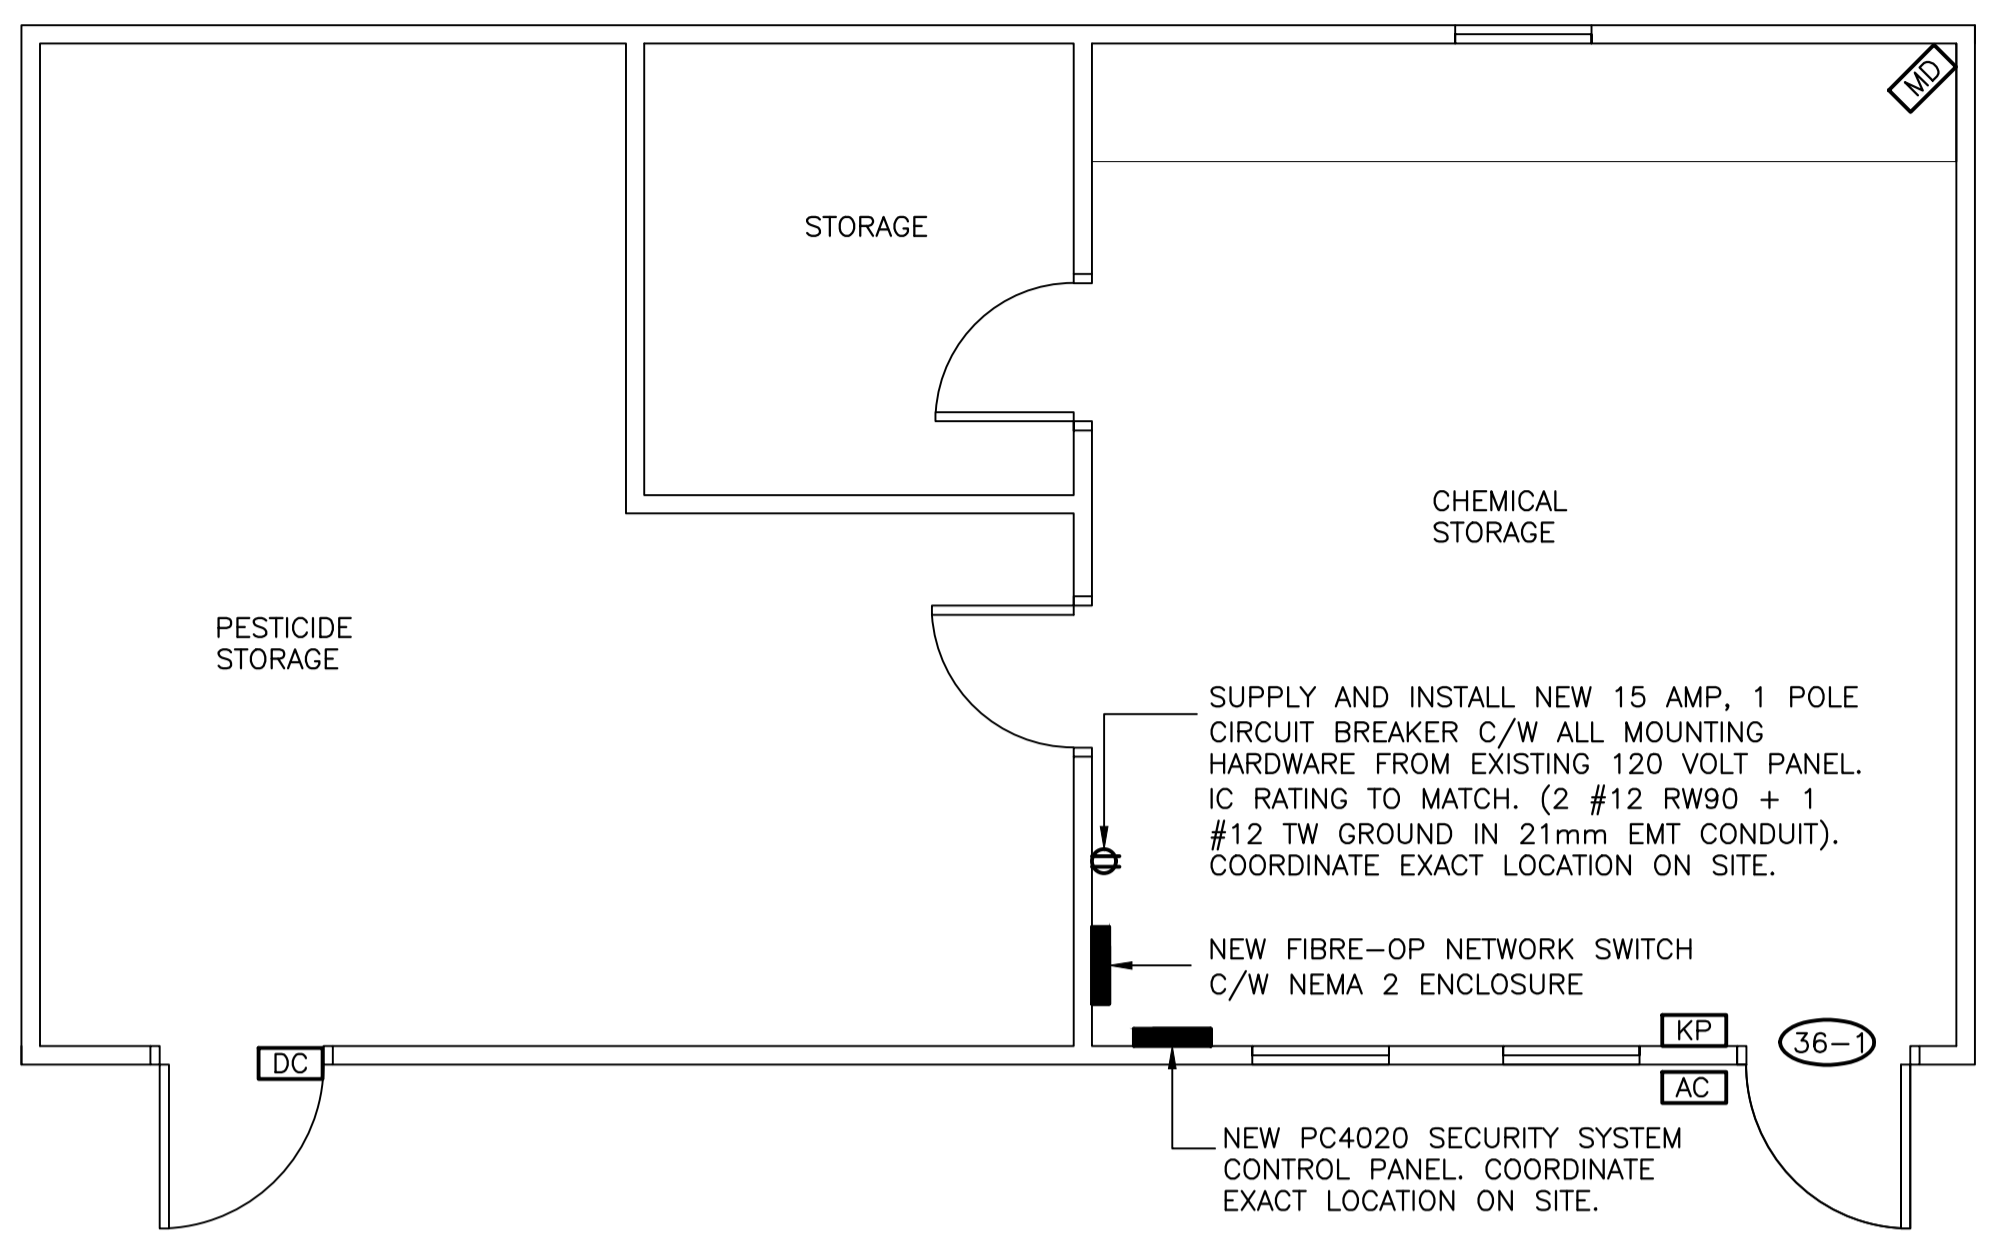 MD
STORAGE
CHEMICAL
STORAGE
PESTICIDE
STORAGE
SUPPLY AND INSTALL NEW 15 AMP, 1 POLE
CIRCUIT BREAKER C/W ALL MOUNTING
HARDWARE FROM EXISTING 120 VOLT PANEL.
IC RATING TO MATCH. (2 #12 RW90 + 1
#12 TW GROUND IN 21mm EMT CONDUIT).
COORDINATE EXACT LOCATION ON SITE.
NEW FIBRE-OP NETWORK SWITCH
C/W NEMA 2 ENCLOSURE
KP
36-1
DC
AC
NEW PC4020 SECURITY SYSTEM
CONTROL PANEL. COORDINATE
EXACT LOCATION ON SITE.